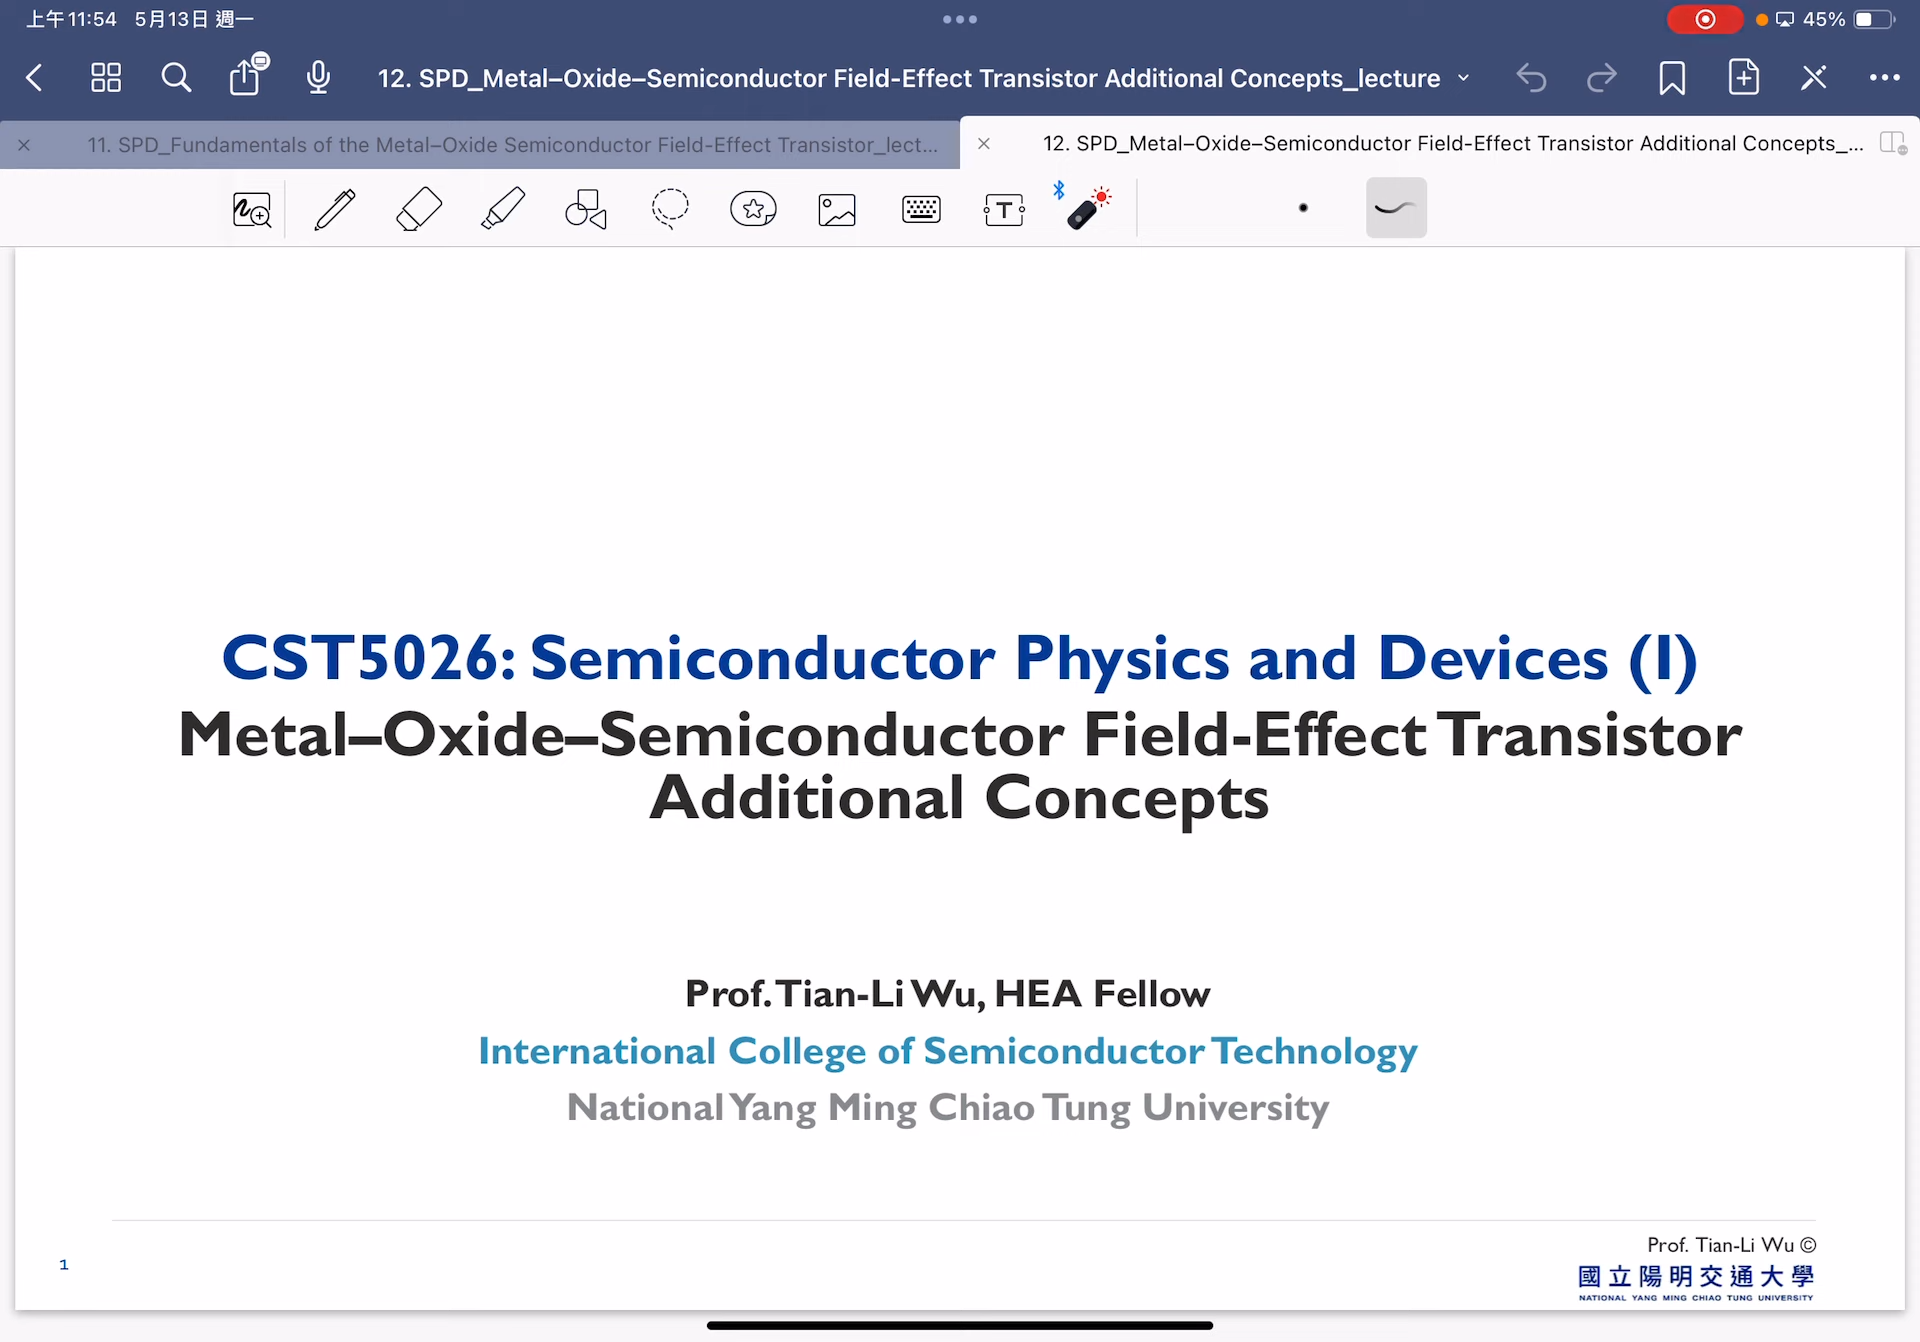 上午11:54 5月13日 週一
45%
12. SPD_Metal–Oxide–Semiconductor Field-Effect Transistor Additional Concepts_lecture
11. SPD_Fundamentals of the Metal–Oxide Semiconductor Field-Effect Transistor_lect...
12. SPD_Metal–Oxide–Semiconductor Field-Effect Transistor Additional Concepts_...
CST5026: Semiconductor Physics and Devices (I)
Metal–Oxide–Semiconductor Field-Effect Transistor
Additional Concepts
Prof. Tian-Li Wu, HEA Fellow
International College of Semiconductor Technology
National Yang Ming Chiao Tung University
1
Prof. Tian-Li Wu ©
國立陽明交通大學
NATIONAL YANG MING CHIAO TUNG UNIVERSITY